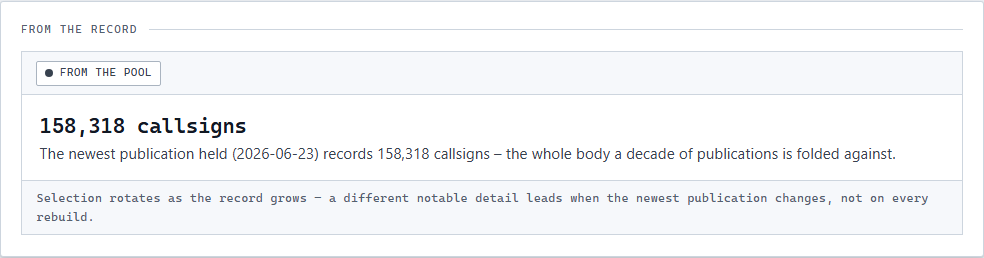 FROM THE RECORD
FROM THE POOL
158,318 callsigns
The newest publication held (2026-06-23) records 158,318 callsigns – the whole body a decade of publications is folded against.
Selection rotates as the record grows — a different notable detail leads when the newest publication changes, not on every
rebuild.